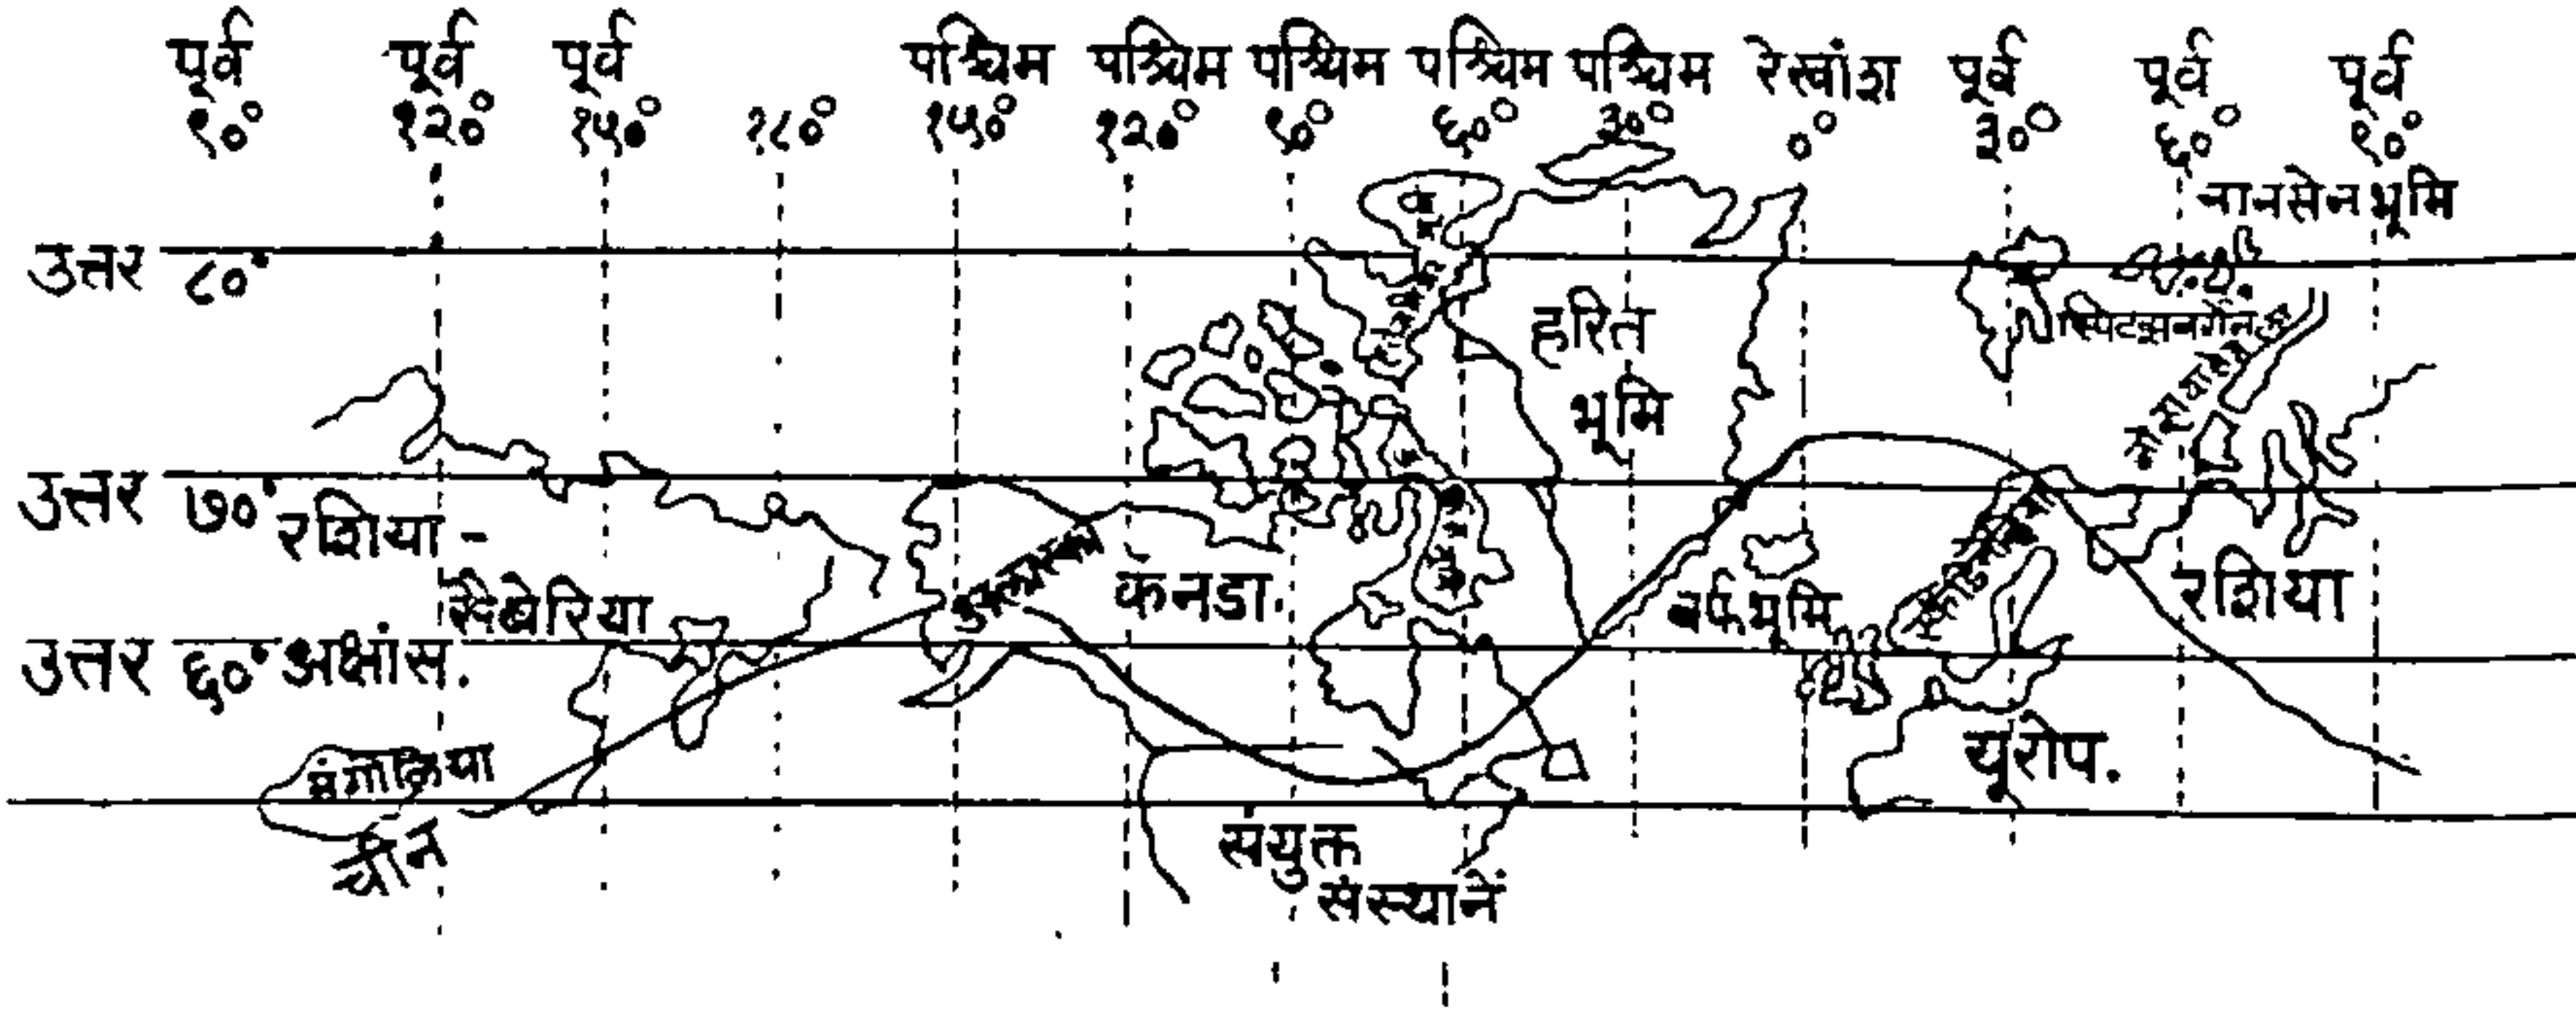 पूर्व पूर्व पूर्व पश्चिम पश्चिम पश्चिम पश्चिम पश्चिम रेखांश पूर्व पूर्व पूर्व
९०° १२०° १५०° १८०° १५०° १२०° ९०° ६०° ३०° ०° ३०° ६०° ९०°
नानसेन भूमि
उत्तर ८०°
स्पिटझबर्गेन
हरित
भूमि
उत्तर ७०°
रशिया -
सैबेरिया
कॅनडा.
बर्फभूमि
रशिया
उत्तर ६०° अक्षांस.
मंगोलिया
चीन
यूरोप.
संयुक्त
संस्थानें